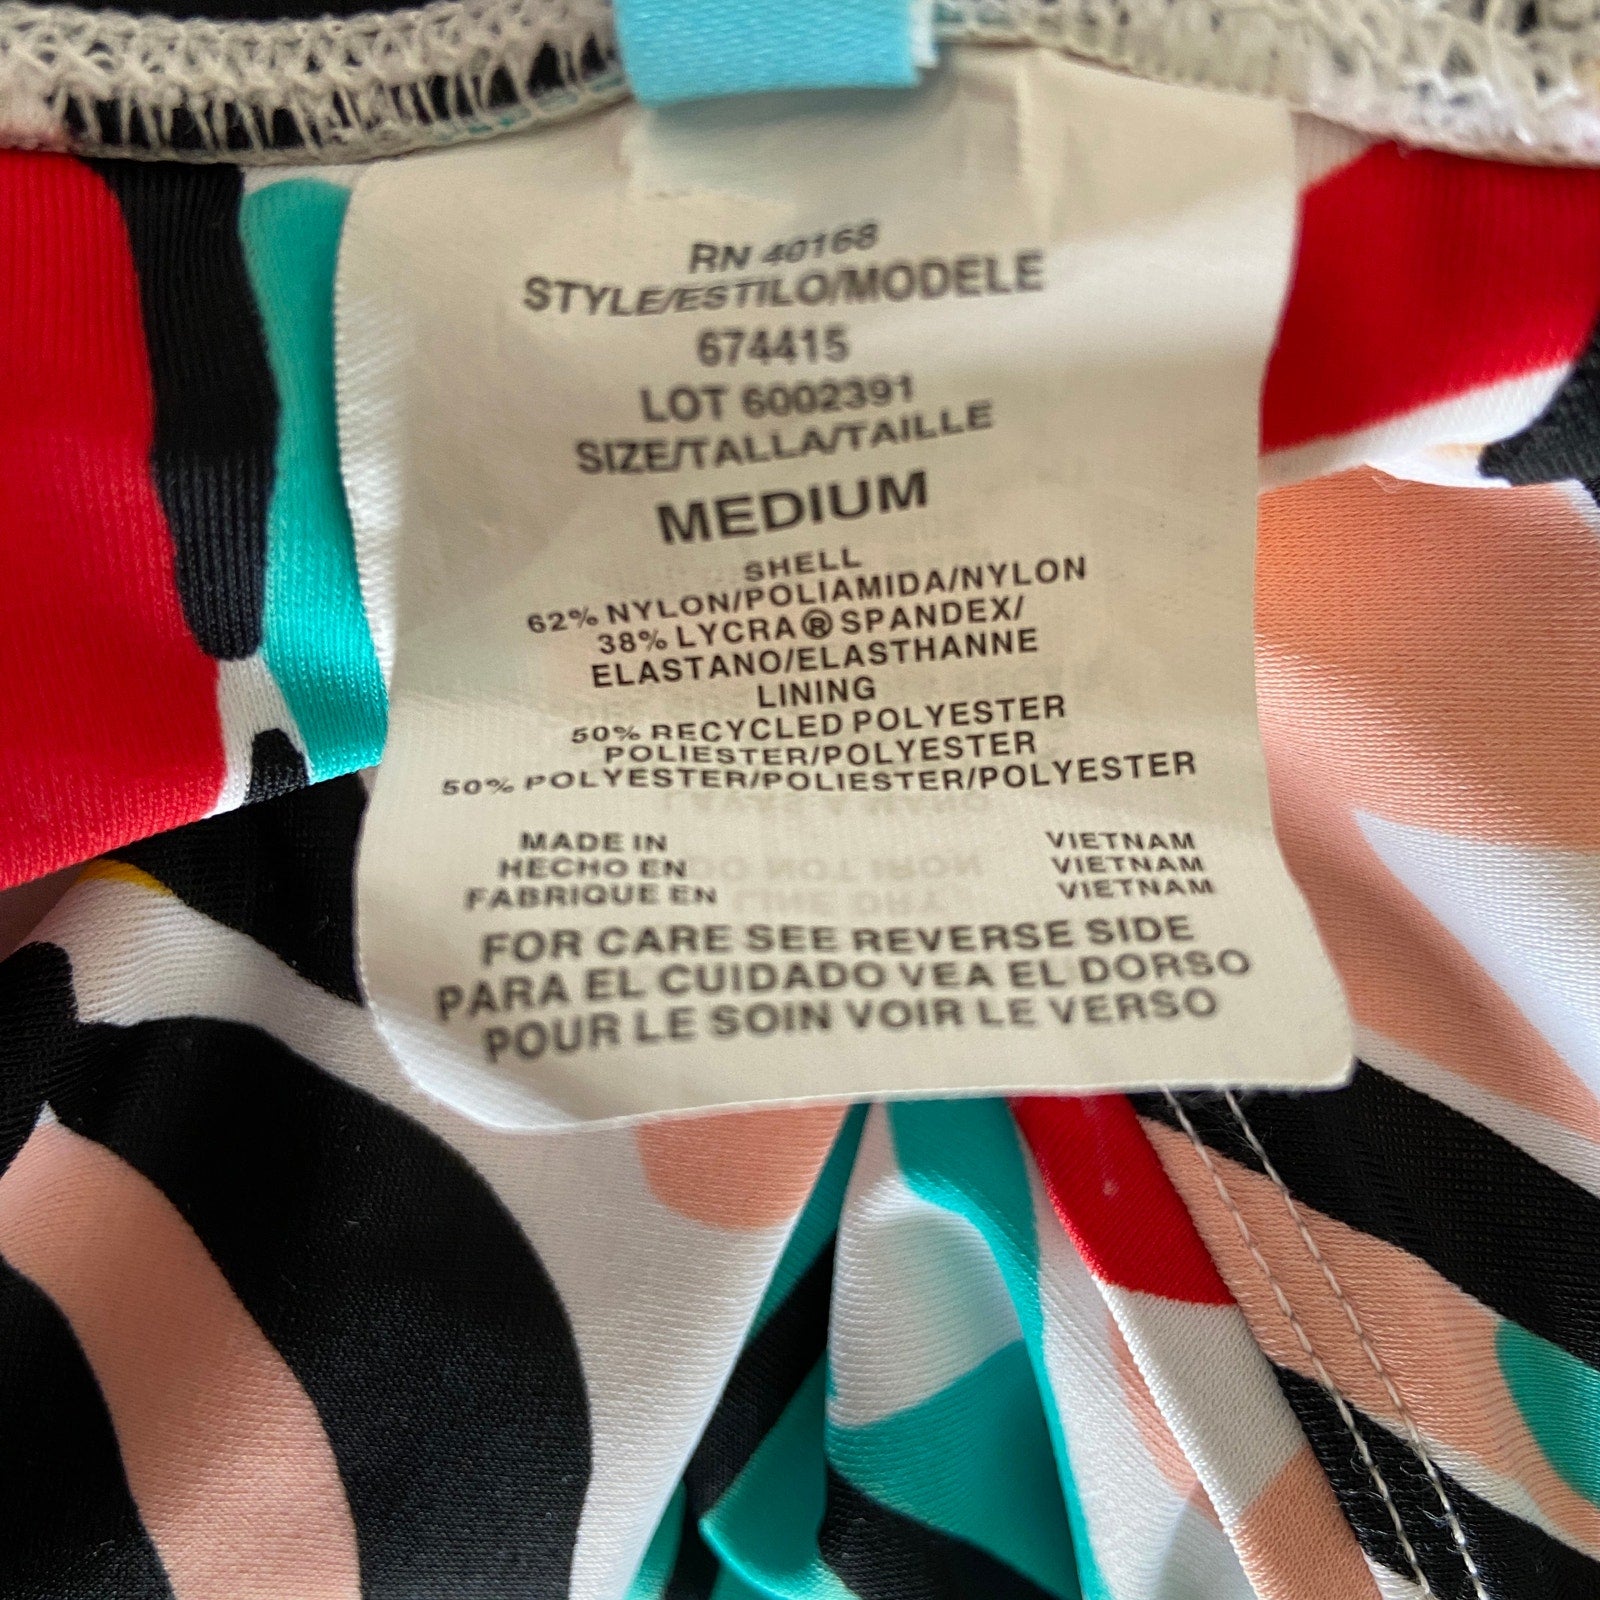 RN 40168
STYLE/ESTILO/MODELE
674415
LOT 6002391
SIZE/TALLA/TAILLE
MEDIUM
SHELL
62% NYLON/POLIAMIDA/NYLON
38% LYCRA® SPANDEX/
ELASTANO/ELASTHANNE
LINING
50% RECYCLED POLYESTER
POLIESTER/POLYESTER
50% POLYESTER/POLIESTER/POLYESTER
MADE IN VIETNAM
HECHO EN VIETNAM
FABRIQUE EN VIETNAM
FOR CARE SEE REVERSE SIDE
PARA EL CUIDADO VEA EL DORSO
POUR LE SOIN VOIR LE VERSO